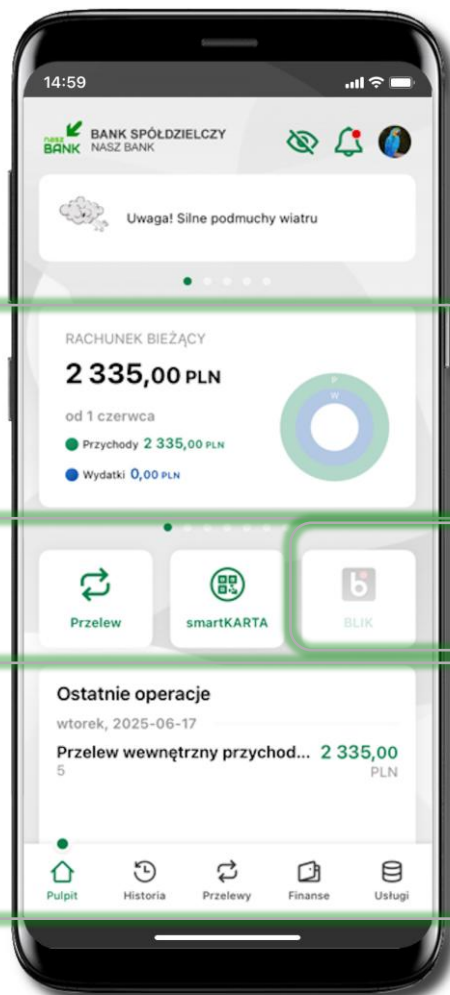 14:59
nasz BANK
BANK SPÓŁDZIELCZY
NASZ BANK
Uwaga! Silne podmuchy wiatru
RACHUNEK BIEŻĄCY
2 335,00 PLN
od 1 czerwca
Przychody 2 335,00 PLN
Wydatki 0,00 PLN
P
W
Przelew
smartKARTA
BLIK
Ostatnie operacje
wtorek, 2025-06-17
Przelew wewnętrzny przychod... 2 335,00
5 PLN
Pulpit Historia Przelewy Finanse Usługi